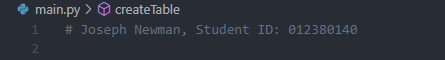 main.py > createTable
1 # Joseph Newman, Student ID: 012380140
2